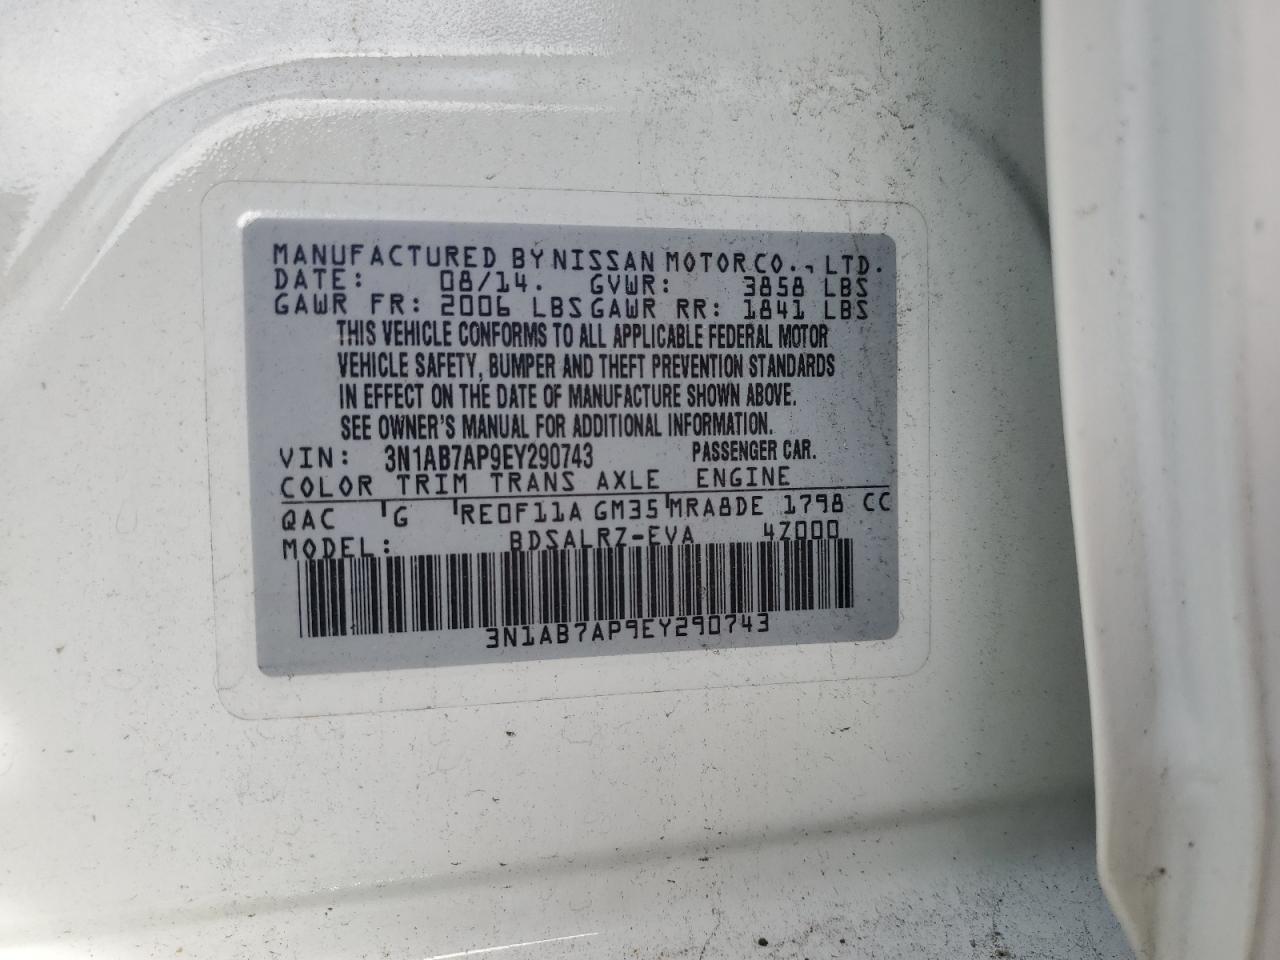 MANUFACTURED BY NISSAN MOTOR CO., LTD.
DATE: 08/14. GVWR: 3858 LBS
GAWR FR: 2006 LBS GAWR RR: 1841 LBS
THIS VEHICLE CONFORMS TO ALL APPLICABLE FEDERAL MOTOR
VEHICLE SAFETY, BUMPER AND THEFT PREVENTION STANDARDS
IN EFFECT ON THE DATE OF MANUFACTURE SHOWN ABOVE.
SEE OWNER'S MANUAL FOR ADDITIONAL INFORMATION.
VIN: 3N1AB7AP9EY290743 PASSENGER CAR.
COLOR TRIM TRANS AXLE ENGINE
QAC G RE0F11A GM35 MRA8DE 1798 CC
MODEL: BDSALRZ-EVA 4Z000
3N1AB7AP9EY290743